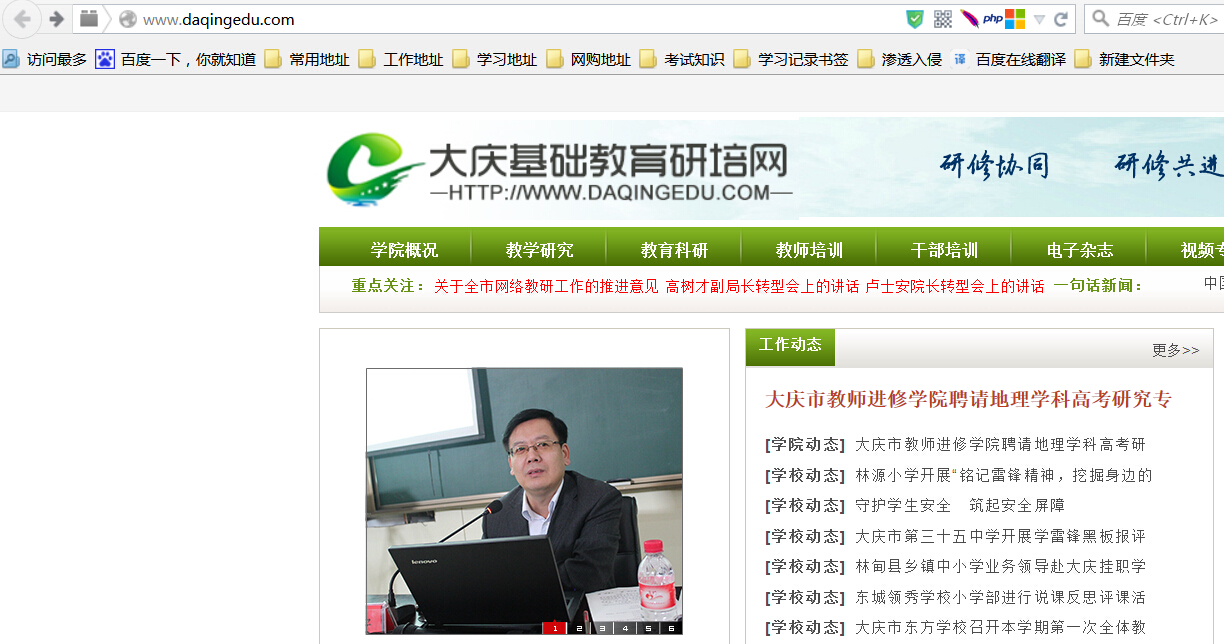 www.daqingedu.com
php
百度 <Ctrl+K>
访问最多 百度一下，你就知道 常用地址 工作地址 学习地址 网购地址 考试知识 学习记录书签 渗透入侵 译 百度在线翻译 新建文件夹
大庆基础教育研培网
—HTTP://WWW.DAQINGEDU.COM—
研修协同 研修共进
学院概况 教学研究 教育科研 教师培训 干部培训 电子杂志 视频专
重点关注： 关于全市网络教研工作的推进意见 高树才副局长转型会上的讲话 卢士安院长转型会上的讲话 一句话新闻： 中国
工作动态
更多>>
大庆市教师进修学院聘请地理学科高考研究专
[学院动态] 大庆市教师进修学院聘请地理学科高考研
[学校动态] 林源小学开展“铭记雷锋精神，挖掘身边的
[学校动态] 守护学生安全 筑起安全屏障
[学校动态] 大庆市第三十五中学开展学雷锋黑板报评
[学校动态] 林甸县乡镇中小学业务领导赴大庆挂职学
[学校动态] 东城领秀学校小学部进行说课反思评课活
[学校动态] 大庆市东方学校召开本学期第一次全体教
lenovo
1 2 3 4 5 6